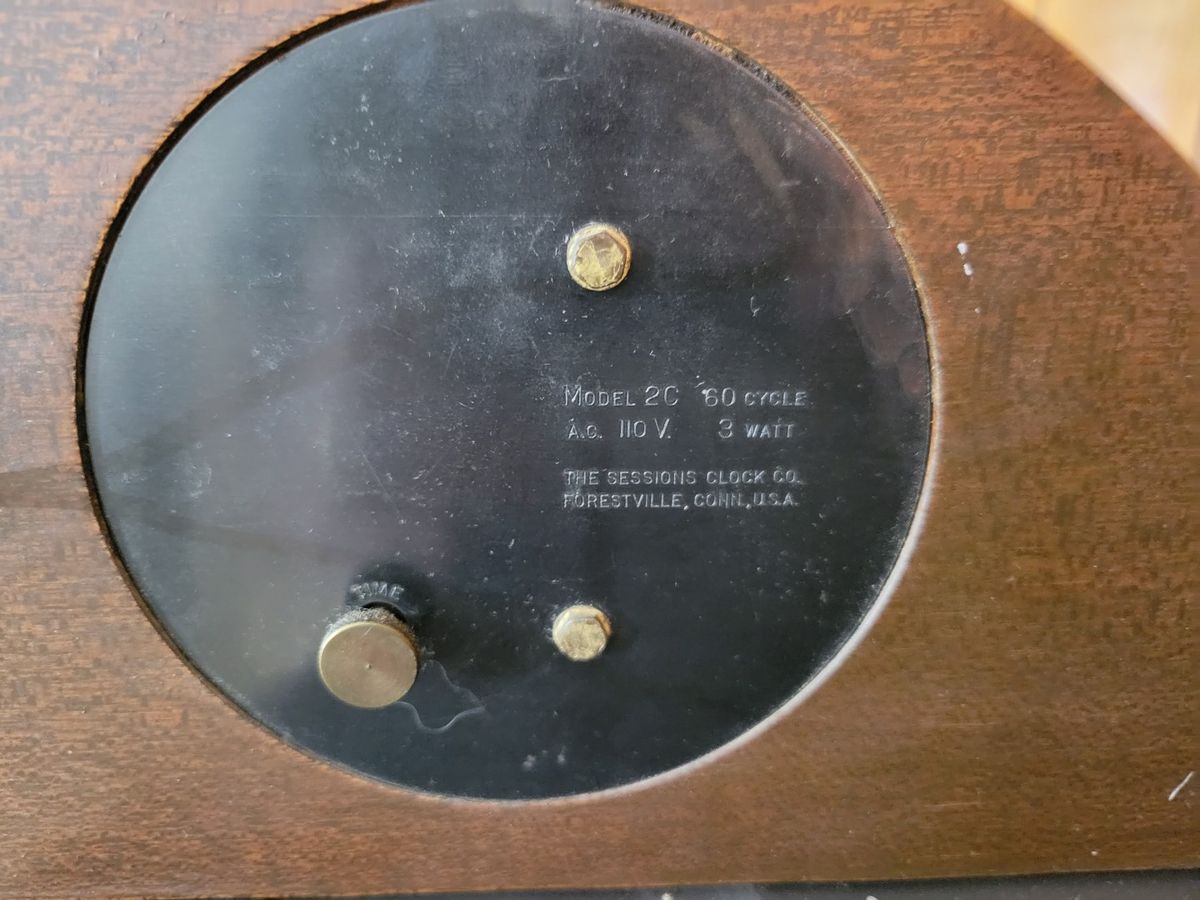 MODEL 2C 60 CYCLE
A.C. 110 V. 3 WATT
THE SESSIONS CLOCK CO.
FORESTVILLE, CONN., U.S.A.
TIME